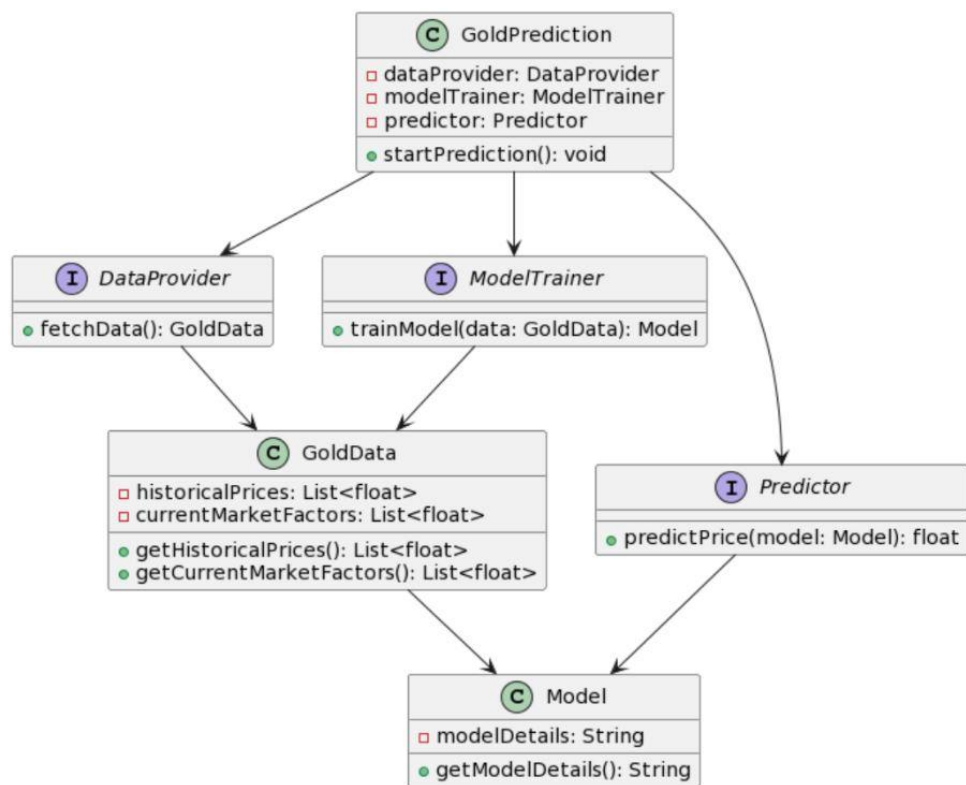 C GoldPrediction
dataProvider: DataProvider
modelTrainer: ModelTrainer
predictor: Predictor
startPrediction(): void
I DataProvider
fetchData(): GoldData
I ModelTrainer
trainModel(data: GoldData): Model
C GoldData
historicalPrices: List<float>
currentMarketFactors: List<float>
getHistoricalPrices(): List<float>
getCurrentMarketFactors(): List<float>
I Predictor
predictPrice(model: Model): float
C Model
modelDetails: String
getModelDetails(): String